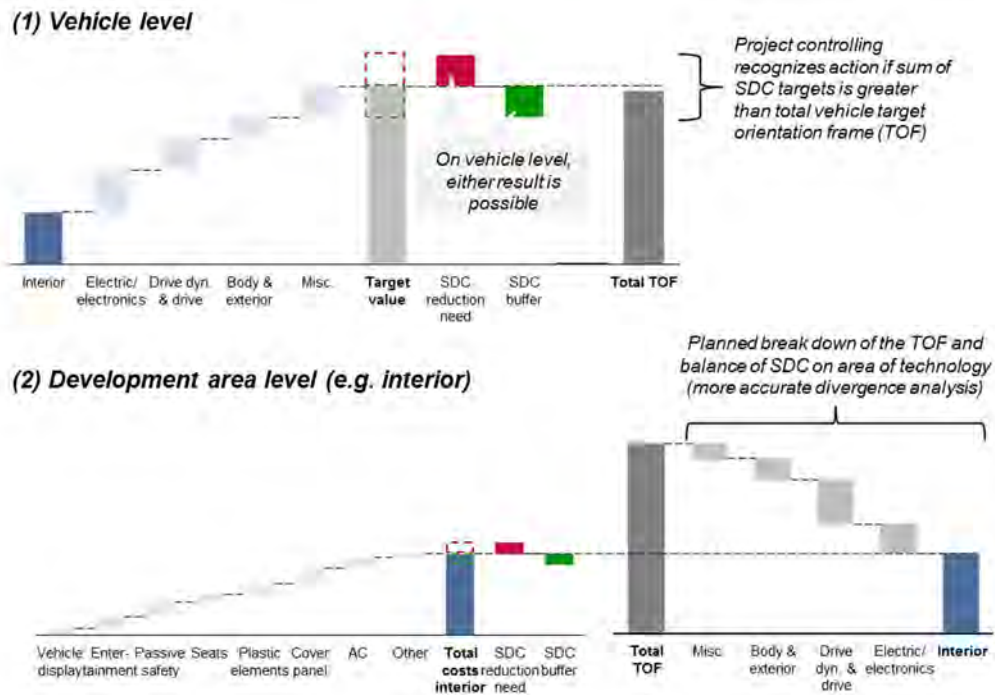 (1) Vehicle level
Project controlling
recognizes action if sum of
SDC targets is greater
than total vehicle target
orientation frame (TOF)
On vehicle level,
either result is
possible
Interior
Electric/
electronics
Drive dyn.
& drive
Body &
exterior
Misc.
Target
value
SDC
reduction
need
SDC
buffer
Total TOF
Planned break down of the TOF and
balance of SDC on area of technology
(more accurate divergence analysis)
(2) Development area level (e.g. interior)
Vehicle
display
Enter-
tainment
Passive
safety
Seats
Plastic
elements
Cover
panel
AC
Other
Total
costs
interior
SDC
reduction
need
SDC
buffer
Total
TOF
Misc.
Body &
exterior
Drive
dyn. &
drive
Electric/
electronics
Interior